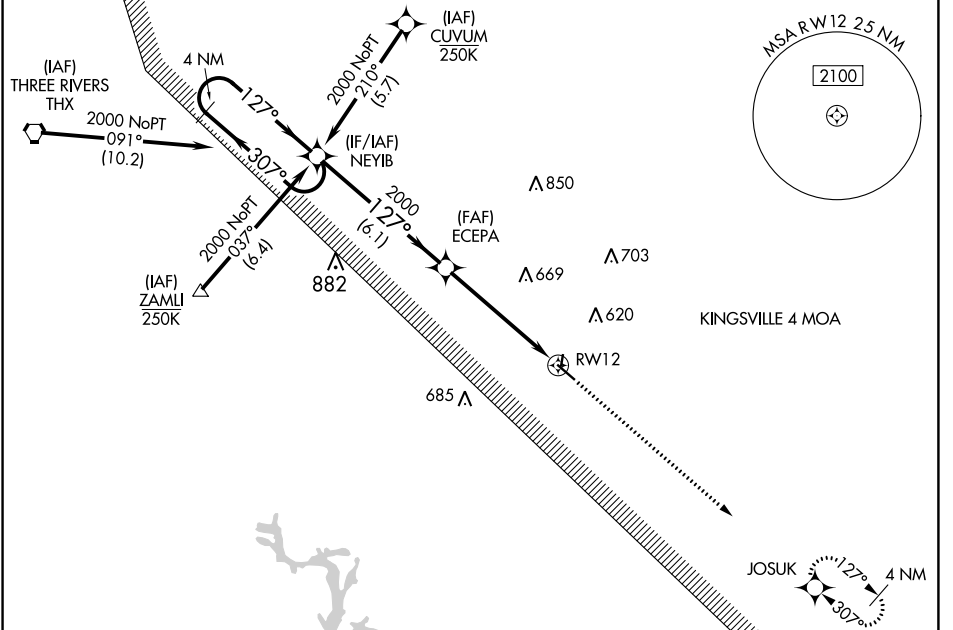 (IAF)
CUVUM
250K
MSA RW12 25 NM
2100
(IAF)
THREE RIVERS
THX
2000 NoPT
091°
(10.2)
4 NM
127°
307°
2000 NoPT
210°
(5.7)
(IF/IAF)
NEYIB
2000 NoPT
037°
(6.4)
(IAF)
ZAMLI
250K
2000
127°
(6.1)
(FAF)
ECEPA
850
703
669
620
882
685
KINGSVILLE 4 MOA
RW12
JOSUK
127°
4 NM
307°